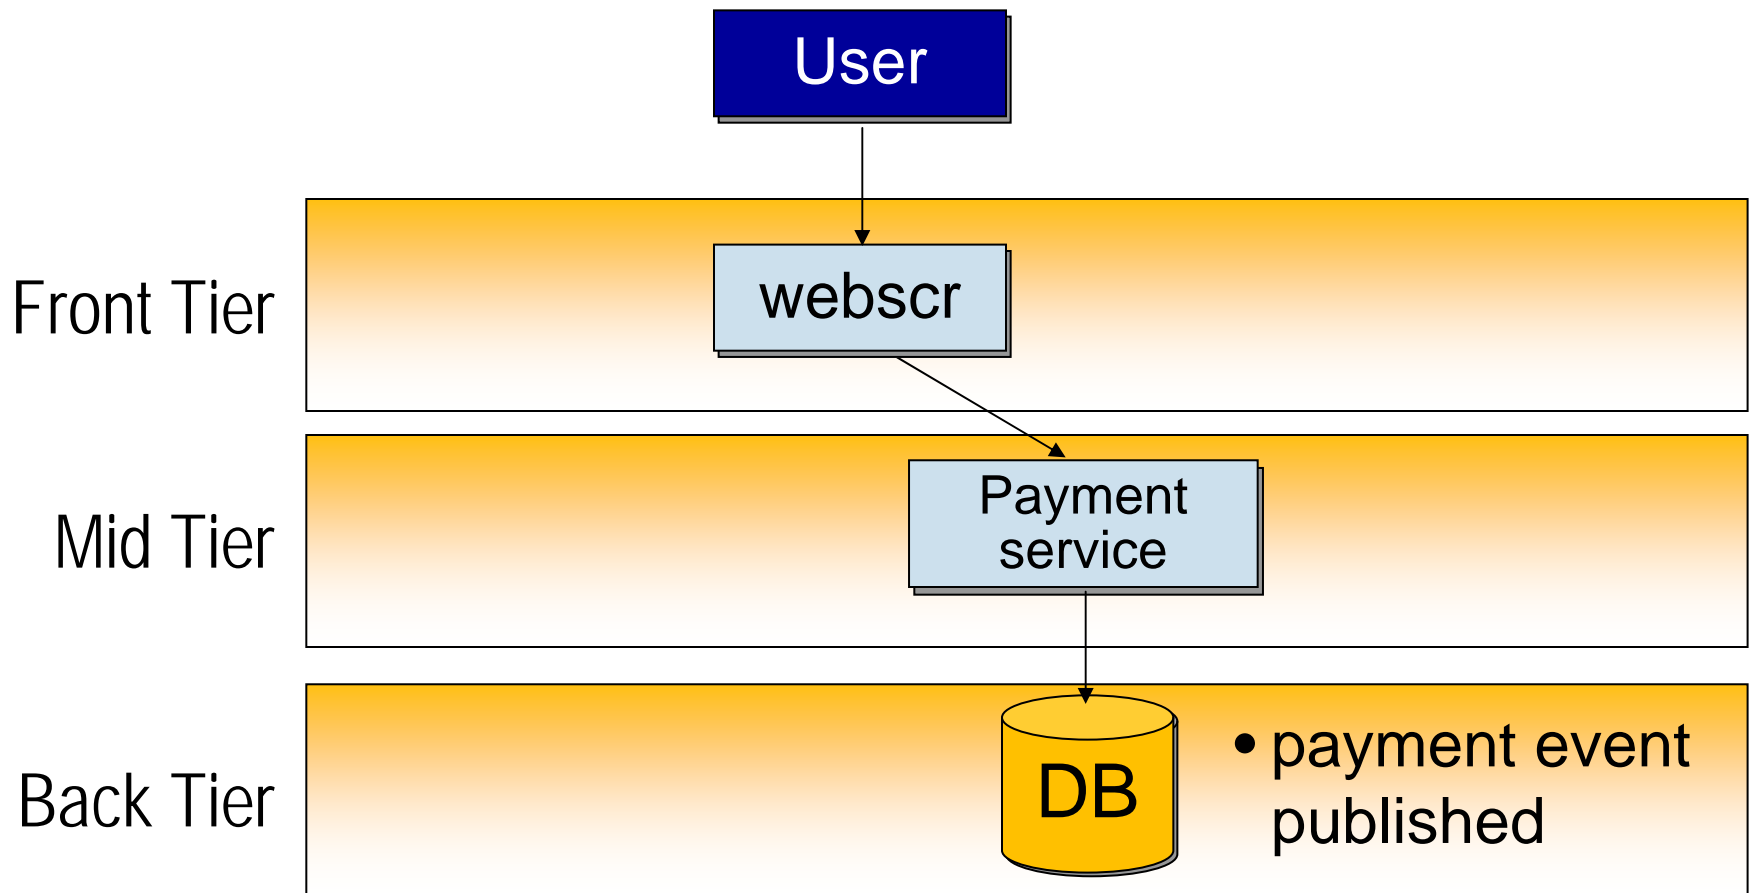 User
Front Tier
webscr
Mid Tier
Payment
service
Back Tier
DB
• payment event
published